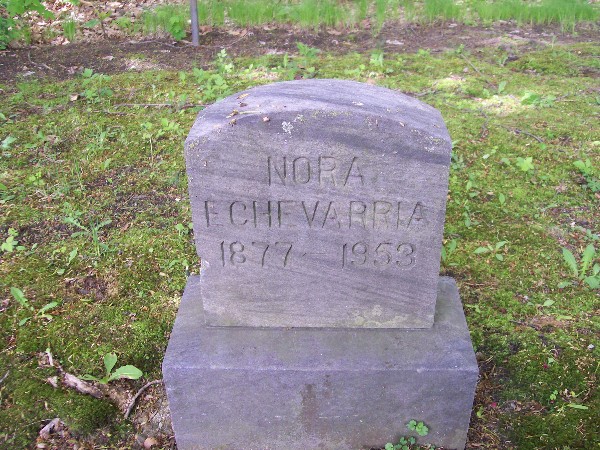 NORA
ECHEVARRIA
1877 - 1953